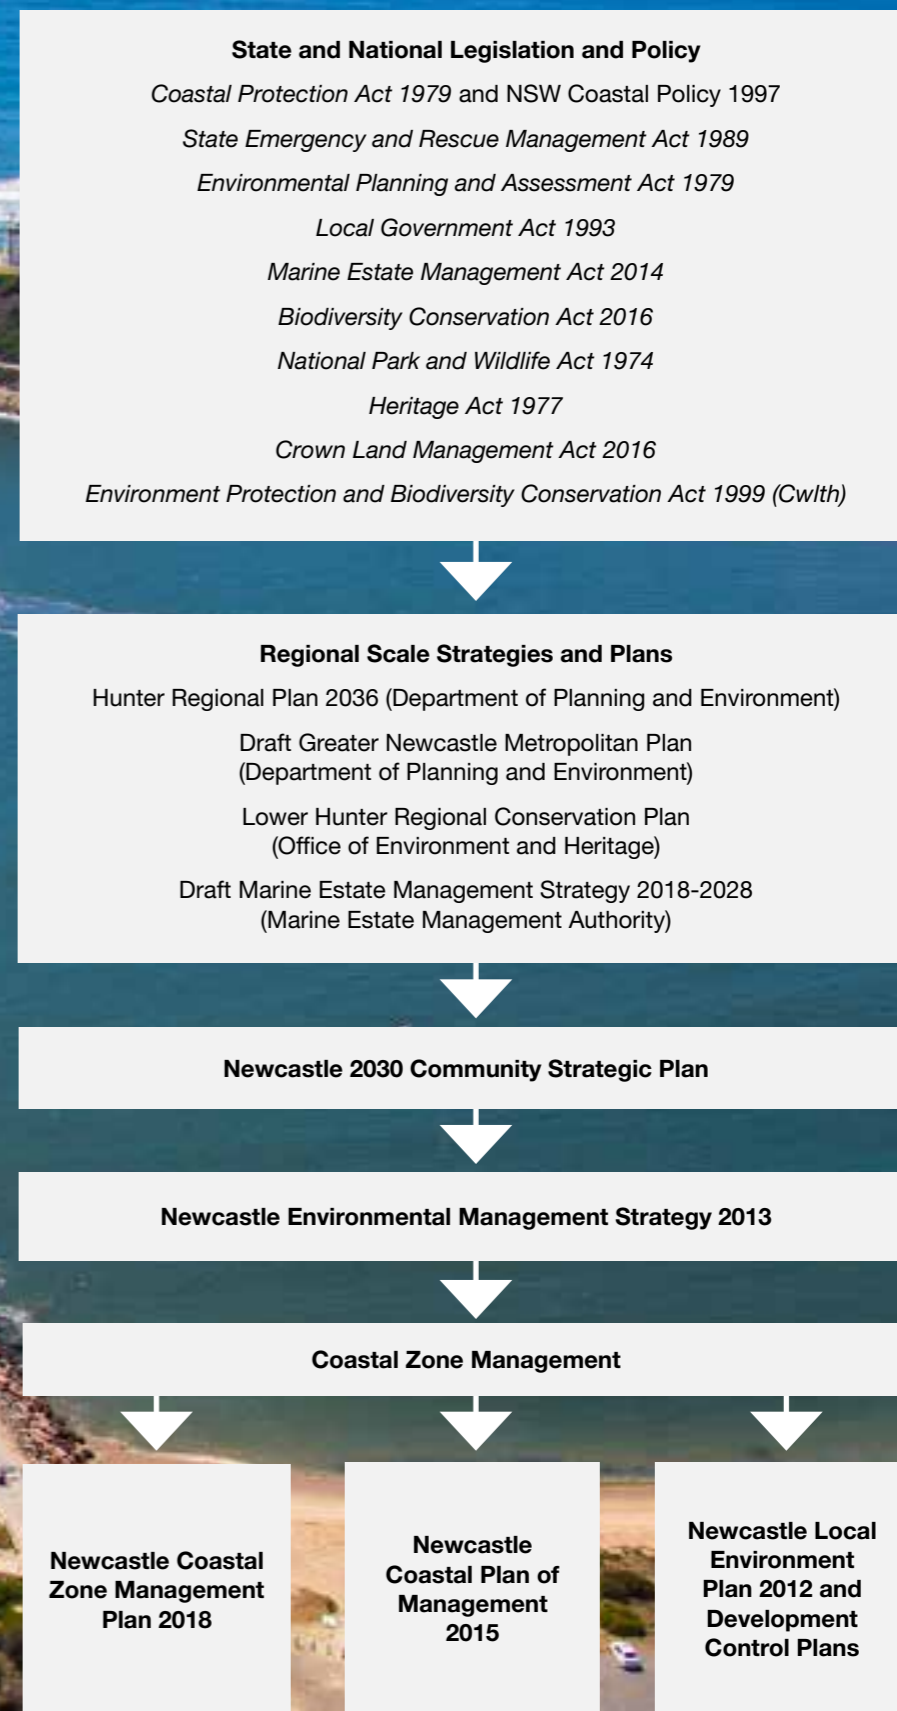 State and National Legislation and Policy
Coastal Protection Act 1979 and NSW Coastal Policy 1997
State Emergency and Rescue Management Act 1989
Environmental Planning and Assessment Act 1979
Local Government Act 1993
Marine Estate Management Act 2014
Biodiversity Conservation Act 2016
National Park and Wildlife Act 1974
Heritage Act 1977
Crown Land Management Act 2016
Environment Protection and Biodiversity Conservation Act 1999 (Cwlth)
Regional Scale Strategies and Plans
Hunter Regional Plan 2036 (Department of Planning and Environment)
Draft Greater Newcastle Metropolitan Plan
(Department of Planning and Environment)
Lower Hunter Regional Conservation Plan
(Office of Environment and Heritage)
Draft Marine Estate Management Strategy 2018-2028
(Marine Estate Management Authority)
Newcastle 2030 Community Strategic Plan
Newcastle Environmental Management Strategy 2013
Coastal Zone Management
Newcastle Coastal
Zone Management
Plan 2018
Newcastle
Coastal Plan of
Management
2015
Newcastle Local
Environment
Plan 2012 and
Development
Control Plans